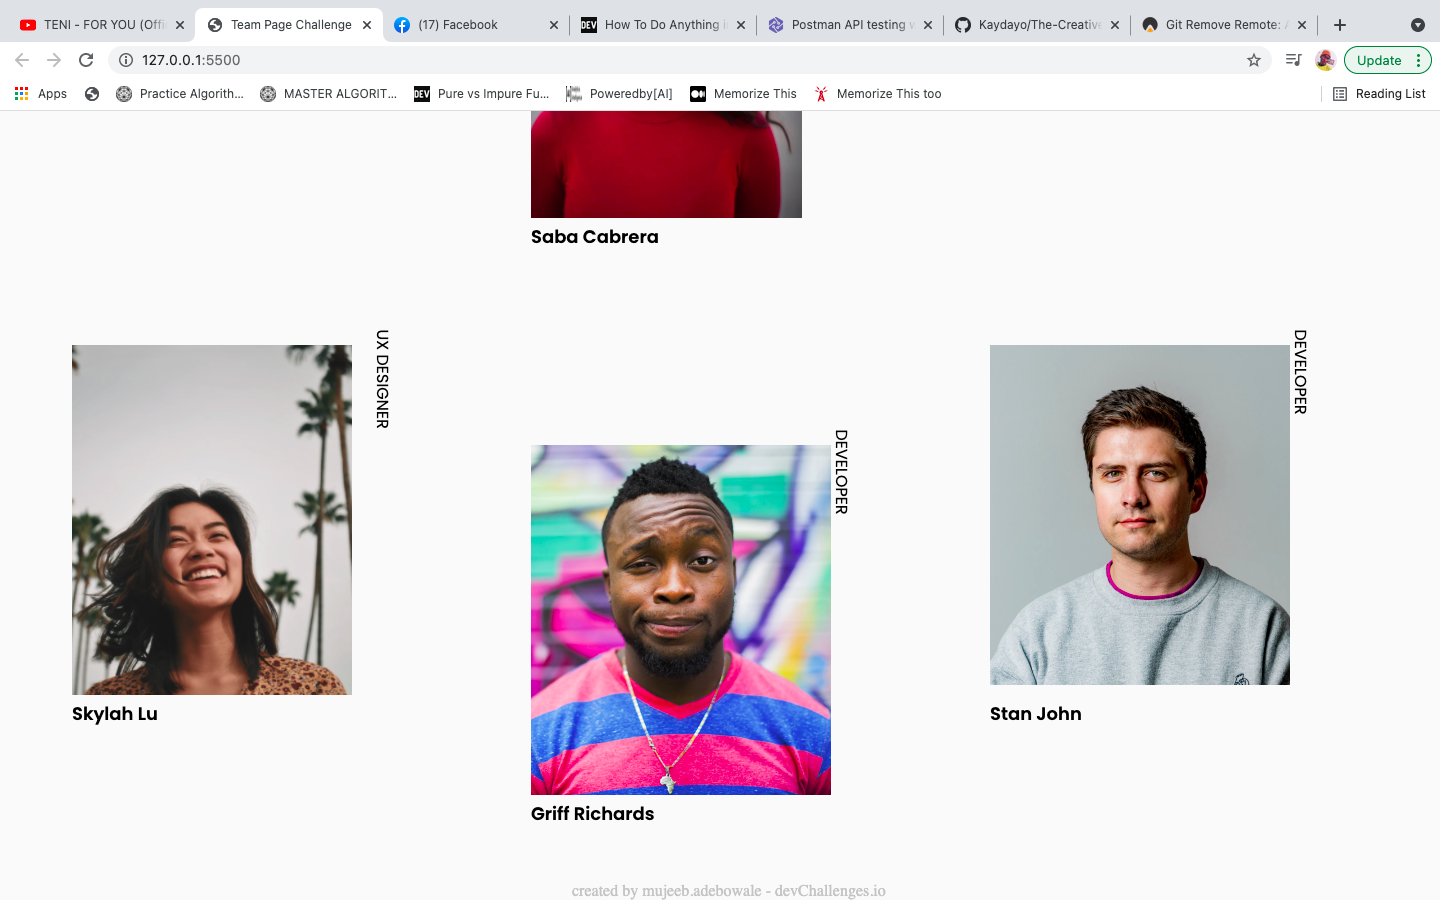 TENI - FOR YOU (Offi
Team Page Challenge
(17) Facebook
DEV
How To Do Anything i
Postman API testing w
Kaydayo/The-Creative
Git Remove Remote: A
127.0.0.1:5500
Update
Apps
Practice Algorith...
MASTER ALGORIT...
DEV
Pure vs Impure Fu...
Poweredby[AI]
Memorize This
Memorize This too
Reading List
Saba Cabrera
UX DESIGNER
DEVELOPER
DEVELOPER
Skylah Lu
Stan John
Griff Richards
created by mujeeb.adebowale - devChallenges.io